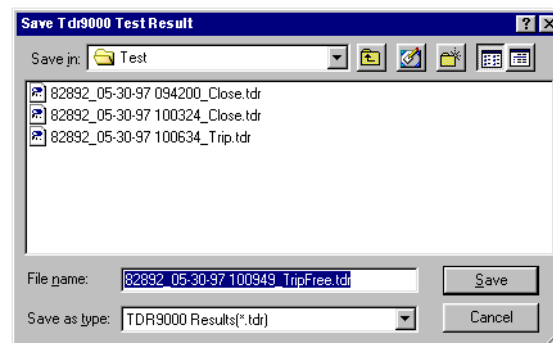 Save Tdr9000 Test Result
Save in: Test
82892_05-30-97 094200_Close.tdr
82892_05-30-97 100324_Close.tdr
82892_05-30-97 100634_Trip.tdr
File name: 82892_05-30-97 100949_TripFree.tdr Save
Save as type: TDR9000 Results(*.tdr) Cancel